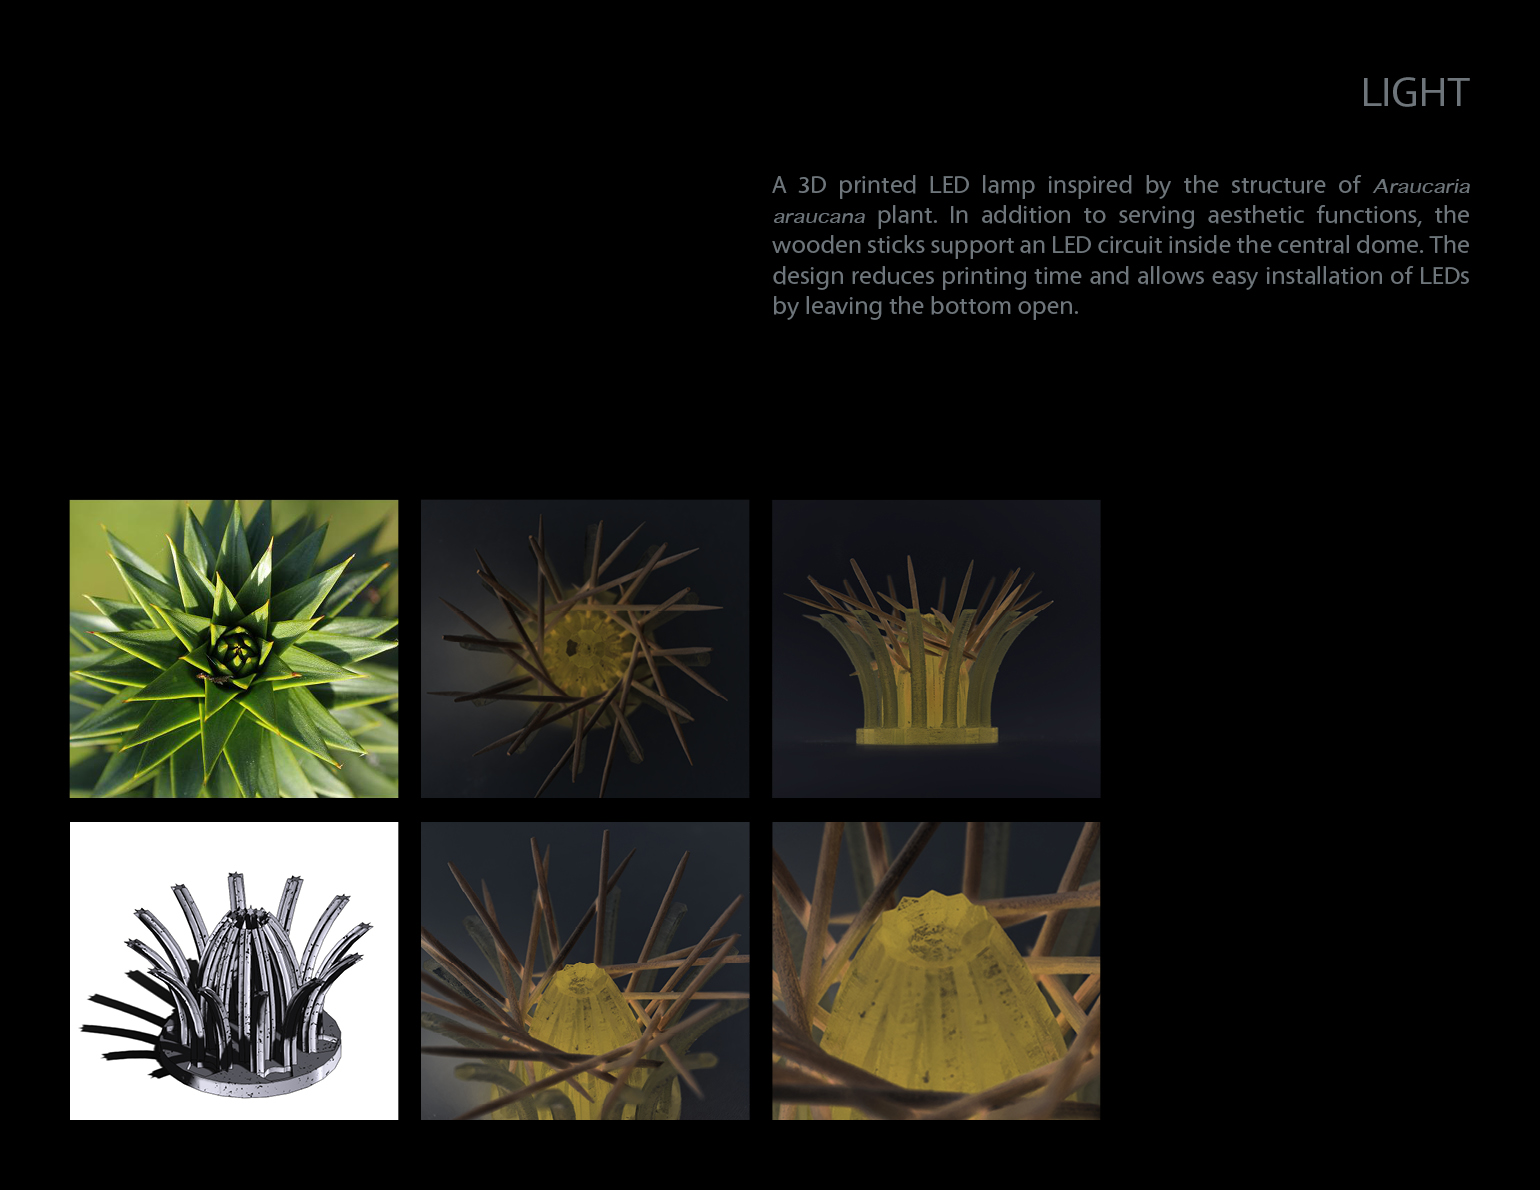 LIGHT
A 3D printed LED lamp inspired by the structure of Araucaria
araucana plant. In addition to serving aesthetic functions, the
wooden sticks support an LED circuit inside the central dome. The
design reduces printing time and allows easy installation of LEDs
by leaving the bottom open.